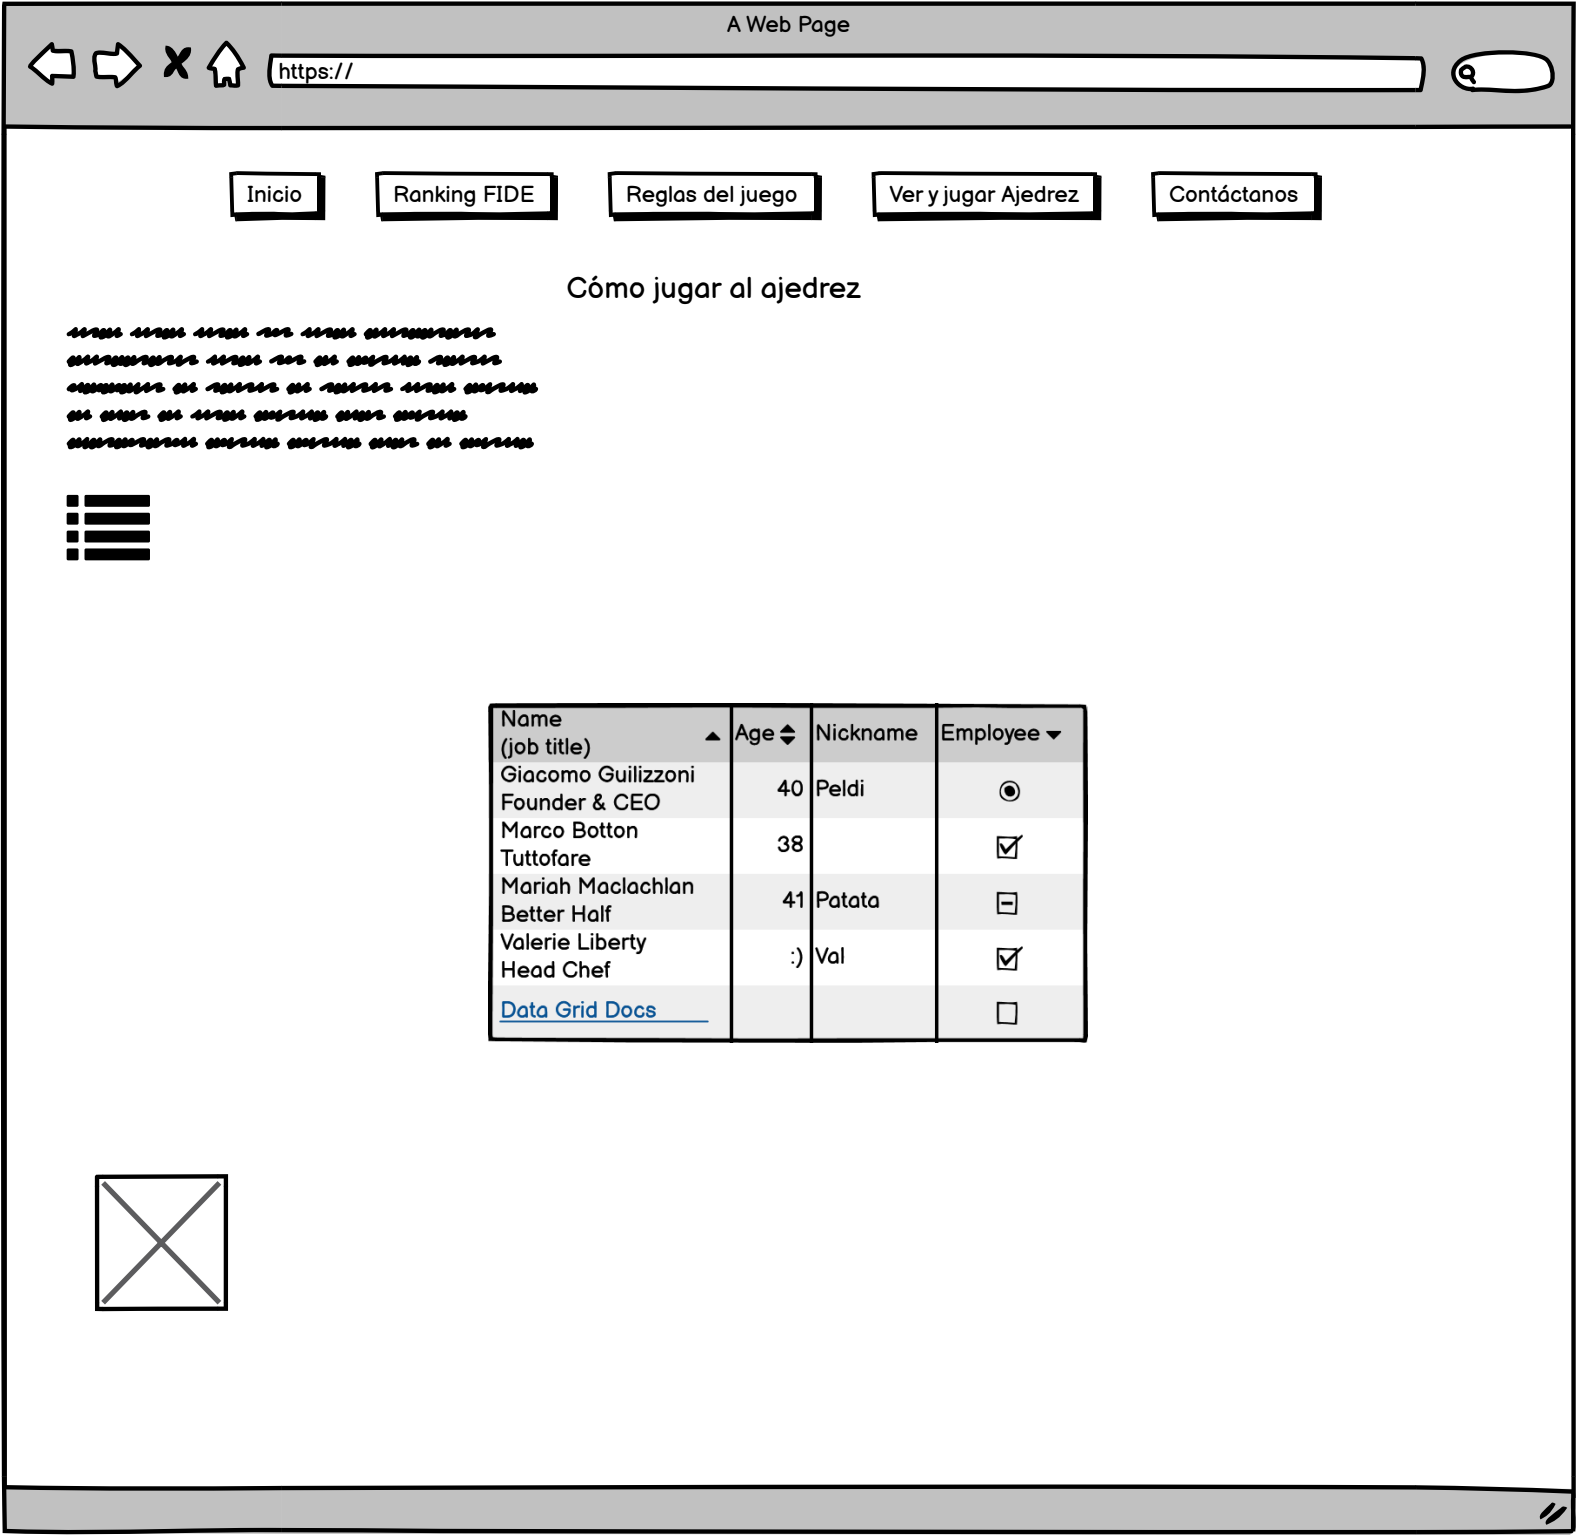 A Web Page
https://
Inicio
Ranking FIDE
Reglas del juego
Ver y jugar Ajedrez
Contáctanos
Cómo jugar al ajedrez
Name
(job title)
Age
Nickname
Employee
Giacomo Guilizzoni
Founder & CEO
40
Peldi
Marco Botton
Tuttofare
38
Mariah Maclachlan
Better Half
41
Patata
Valerie Liberty
Head Chef
:)
Val
Data Grid Docs